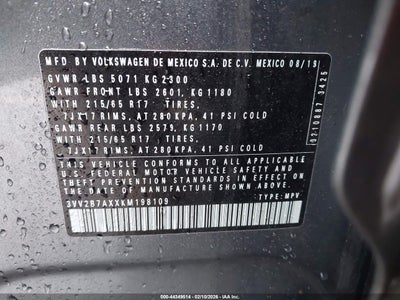 MFD BY VOLKSWAGEN DE MEXICO S.A. DE C.V. MEXICO 08/18
GVWR LBS 5071 KG 2300
GAWR FRONT LBS 2601, KG 1180
WITH 215/65 R17 TIRES,
7JX17 RIMS, AT 280 KPA, 41 PSI COLD
GAWR REAR LBS 2579, KG 1170
WITH 215/65 R17 TIRES,
7JX17 RIMS, AT 280 KPA, 41 PSI COLD
THIS VEHICLE CONFORMS TO ALL APPLICABLE
U.S. FEDERAL MOTOR VEHICLE SAFETY STANDARDS IN EFFECT ON
THE DATE OF MANUFACTURE SHOWN ABOVE
3VV2B7AXXKM198109 TYPE: MPV
0210887 3425
000-44349514 - 02/10/2026 - IAA Inc.